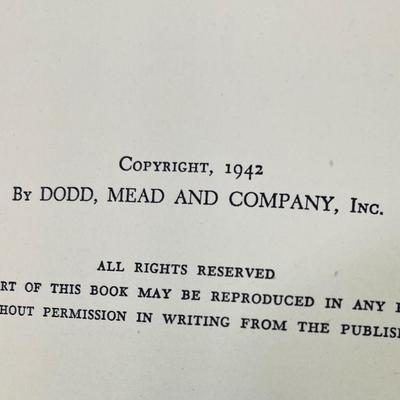 Copyright, 1942
By DODD, MEAD AND COMPANY, Inc.
ALL RIGHTS RESERVED
OF THIS BOOK MAY BE REPRODUCED IN ANY
PERMISSION IN WRITING FROM THE